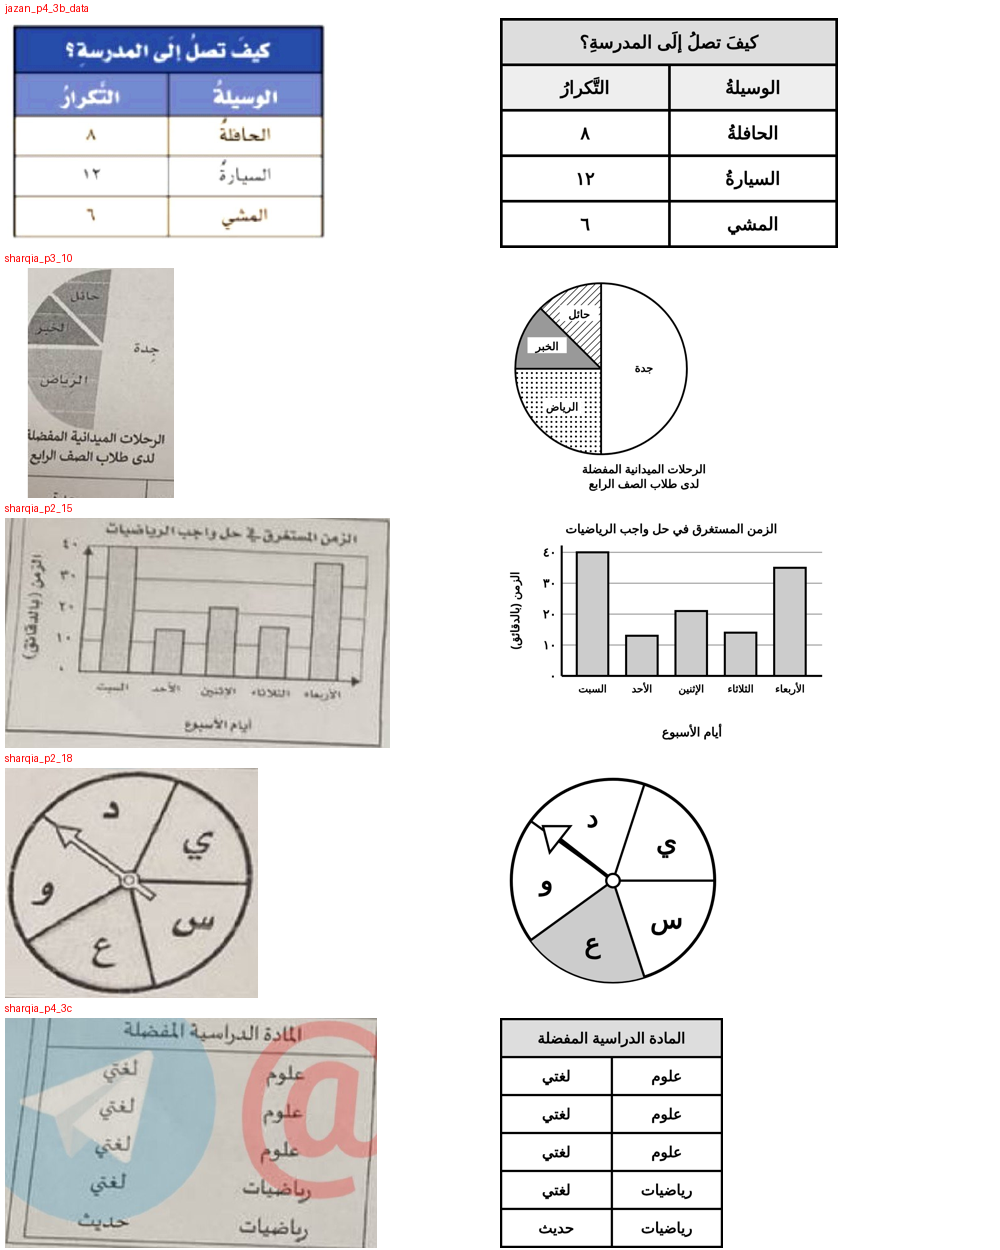 jazan_p4_3b_data
كيفَ تصلُ إلَى المدرسةِ؟
الوسيلةُ التَّكرارُ
الحافلةُ ٨
السيارةُ ١٢
المشي ٦
كيفَ تصلُ إلَى المدرسةِ؟
الوسيلةُ التَّكرارُ
الحافلةُ ٨
السيارةُ ١٢
المشي ٦
sharqia_p3_10
حائل
الخبر
جدة
الرياض
الرحلات الميدانية المفضلة
لدى طلاب الصف الرابع
حائل
الخبر
جدة
الرياض
الرحلات الميدانية المفضلة
لدى طلاب الصف الرابع
sharqia_p2_15
الزمن المستغرق في حل واجب الرياضيات
الزمن (بالدقائق)
٤٠
٣٠
٢٠
١٠
٠
السبت الأحد الإثنين الثلاثاء الأربعاء
أيام الأسبوع
الزمن المستغرق في حل واجب الرياضيات
الزمن (بالدقائق)
٤٠
٣٠
٢٠
١٠
٠
السبت الأحد الإثنين الثلاثاء الأربعاء
أيام الأسبوع
sharqia_p2_18
د
ي
و
س
ع
د
ي
و
س
ع
sharqia_p4_3c
المادة الدراسية المفضلة
علوم لغتي
علوم لغتي
علوم لغتي
رياضيات لغتي
رياضيات حديث
@
المادة الدراسية المفضلة
علوم لغتي
علوم لغتي
علوم لغتي
رياضيات لغتي
رياضيات حديث